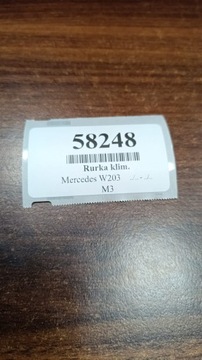 58248
Rurka klim.
Mercedes W203
M3